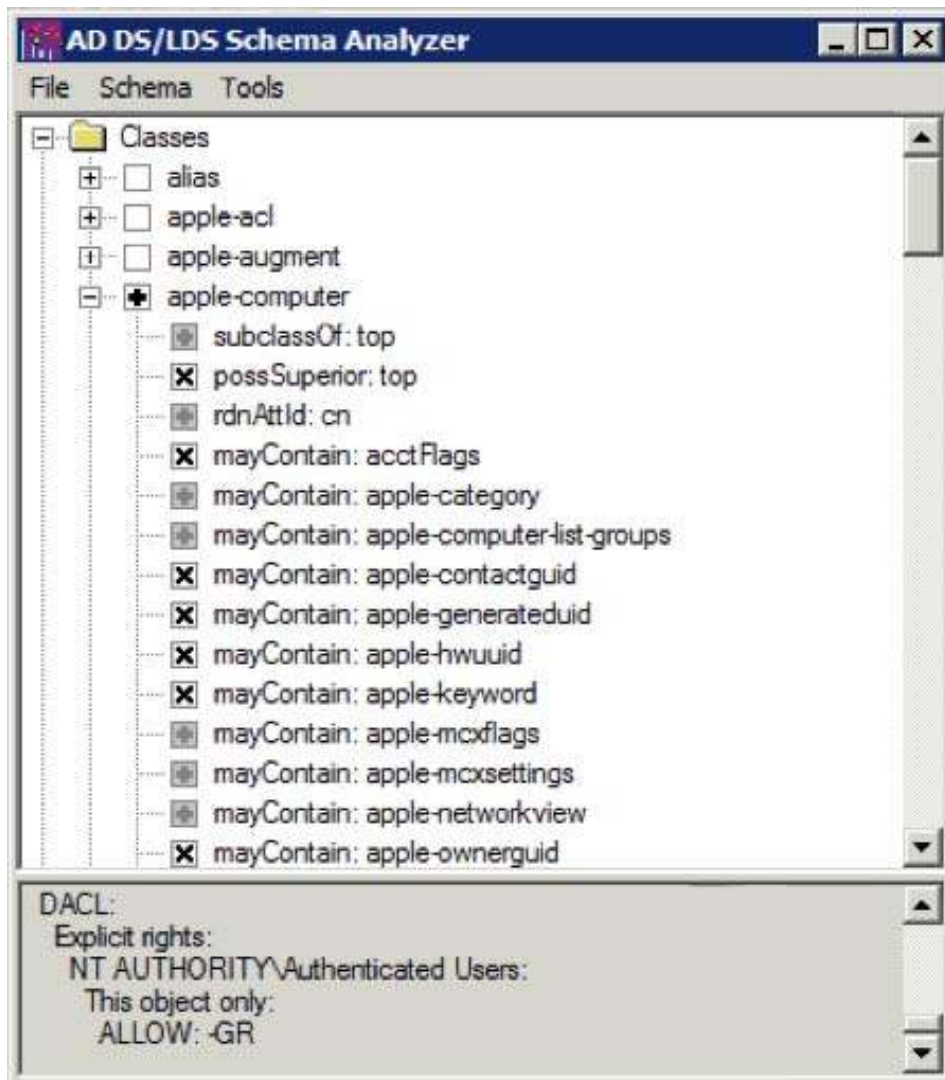 AD DS/LDS Schema Analyzer
File Schema Tools
Classes
alias
apple-acl
apple-augment
apple-computer
subclassOf: top
possSuperior: top
rdnAttId: cn
mayContain: acctFlags
mayContain: apple-category
mayContain: apple-computer-list-groups
mayContain: apple-contactguid
mayContain: apple-generateduid
mayContain: apple-hwuuid
mayContain: apple-keyword
mayContain: apple-mcxflags
mayContain: apple-mcxsettings
mayContain: apple-networkview
mayContain: apple-ownerguid
DACL:
Explicit rights:
NT AUTHORITY\Authenticated Users:
This object only:
ALLOW: -GR